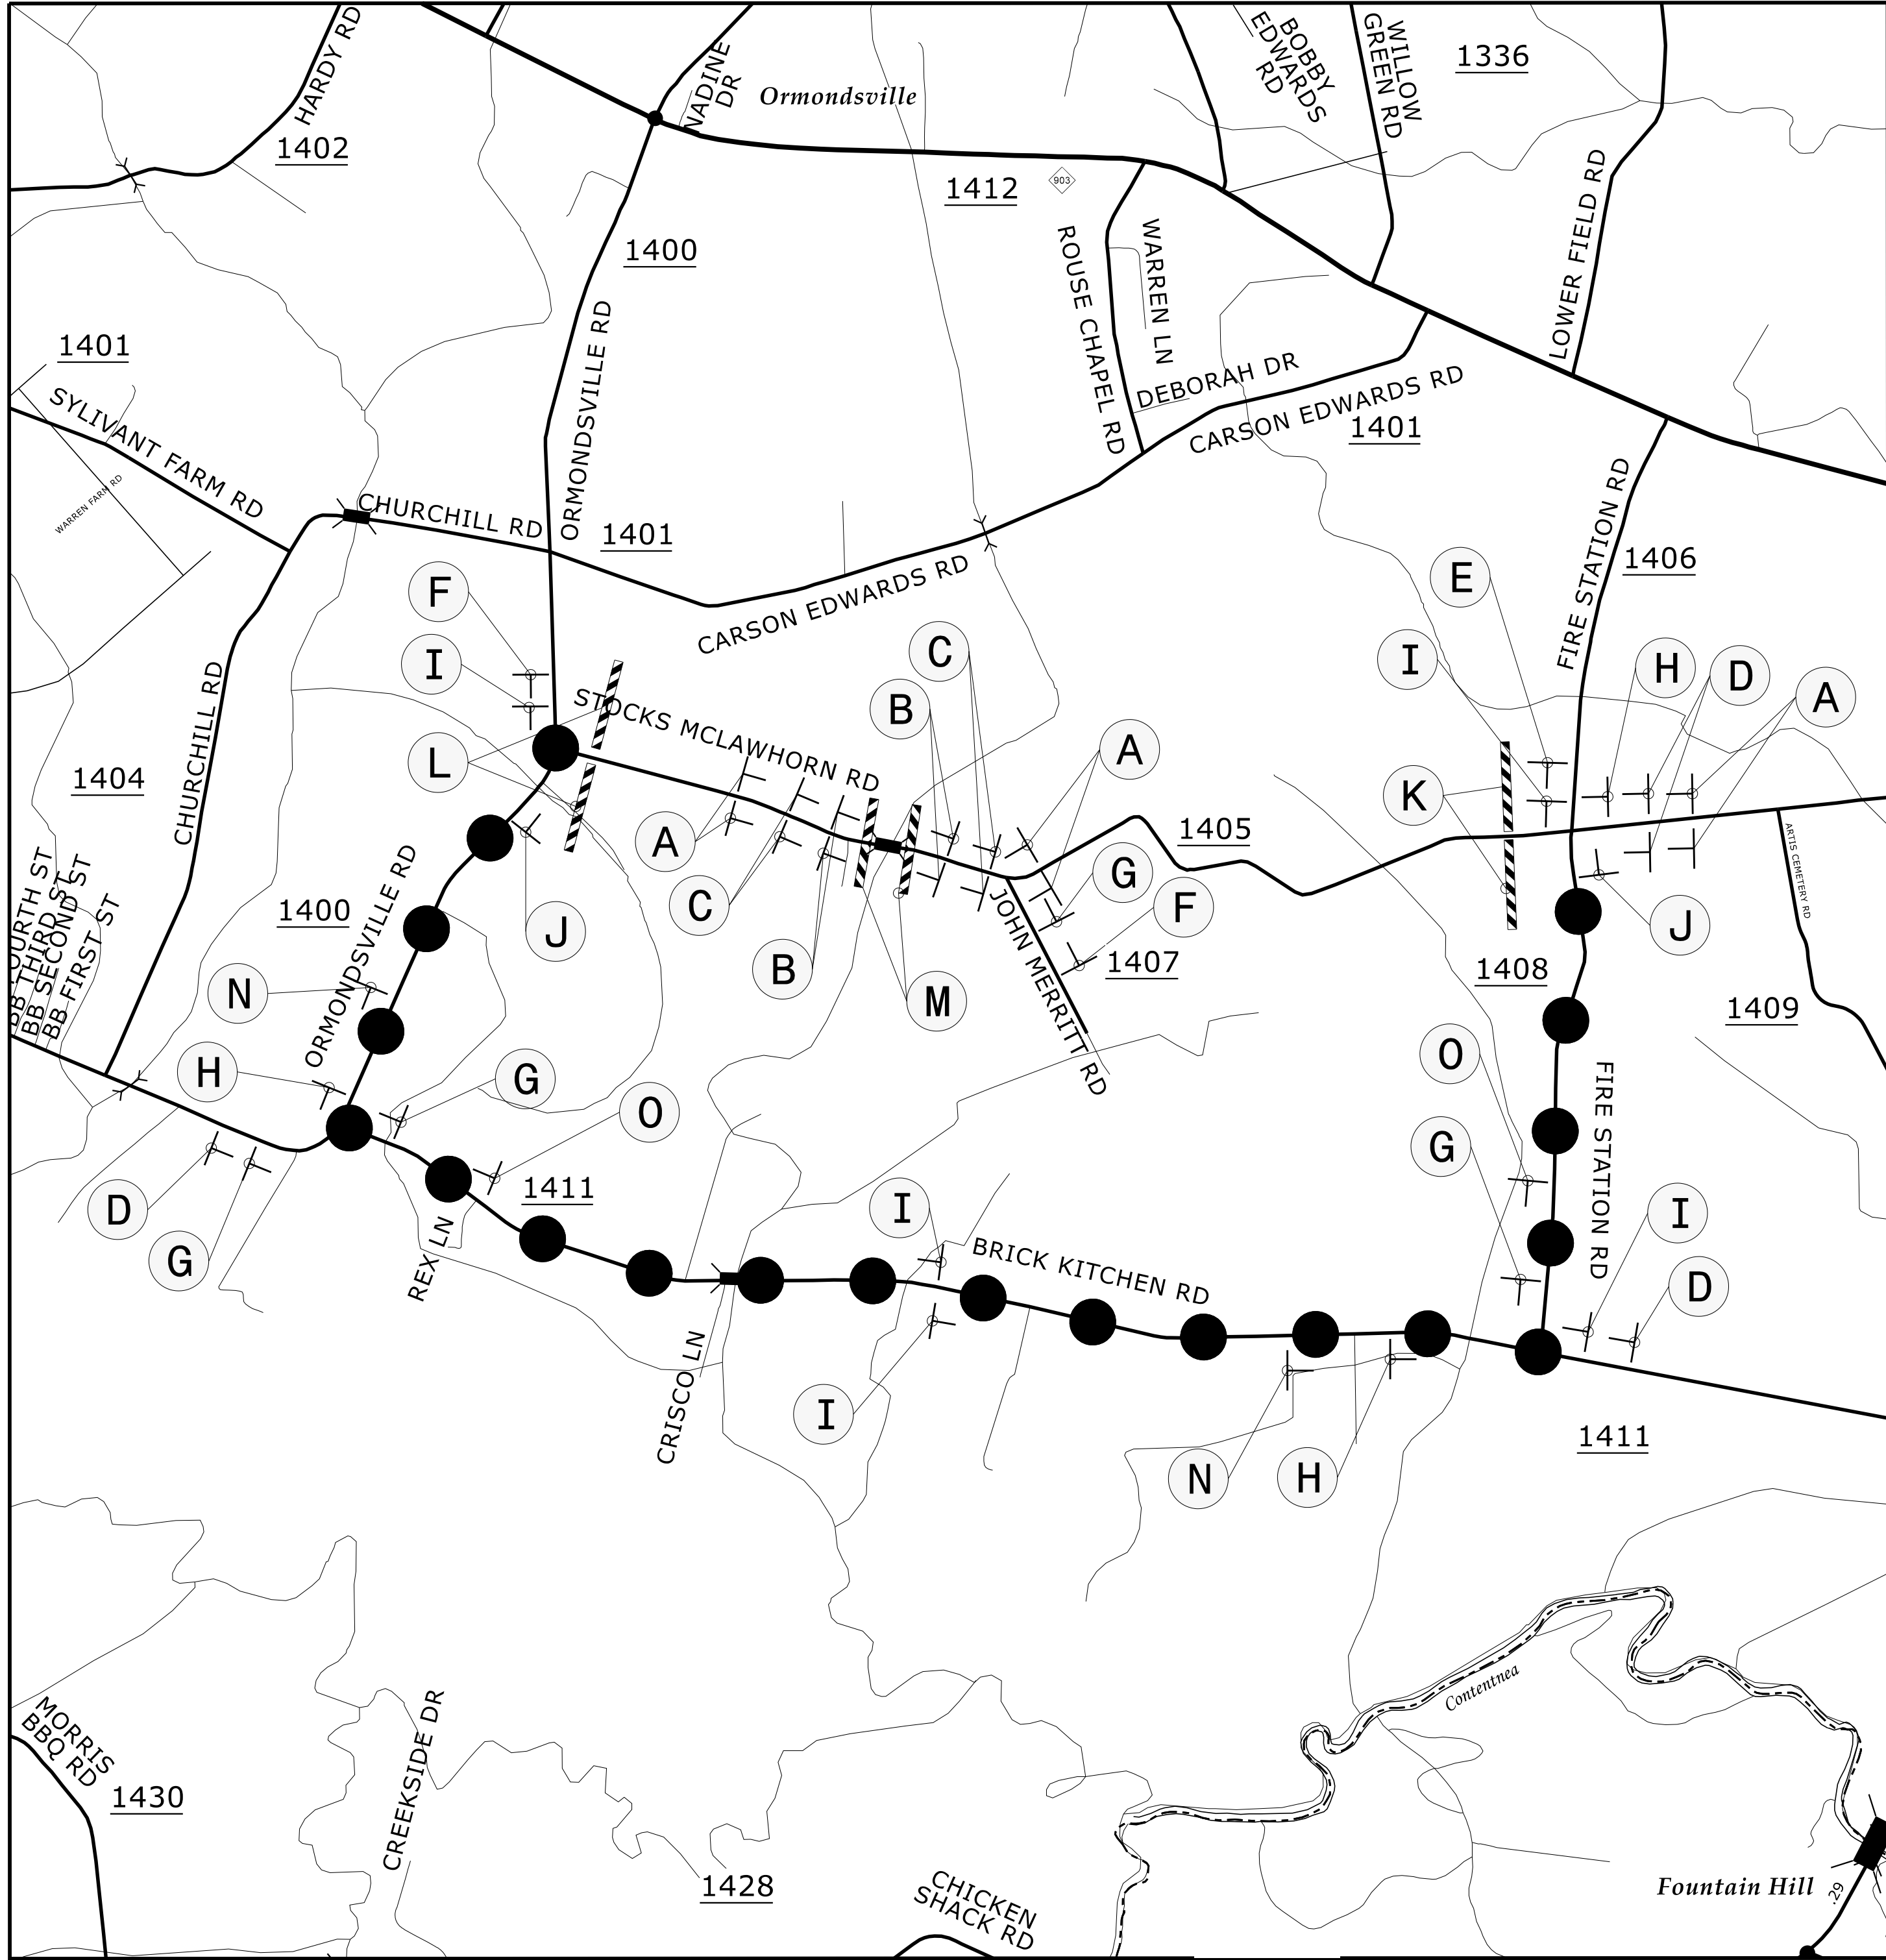 HARDY RD
NADINE
DR
Ormondsville
BOBBY
EDWARDS
RD
WILLOW
GREEN RD
1336
1402
1412
903
1400
WARREN LN
ROUSE CHAPEL RD
LOWER FIELD RD
1401
SYLIVANT FARM RD
WARREN FARM RD
ORMONDSVILLE RD
DEBORAH DR
CARSON EDWARDS RD
1401
CHURCHILL RD
1401
CARSON EDWARDS RD
FIRE STATION RD
1406
F
E
I
C
I
H
D
A
STOCKS MCLAWHORN RD
B
L
A
K
1404
CHURCHILL RD
A
1405
G
C
F
J
J
ARTIS CEMETERY RD
1400
ORMONDSVILLE RD
OURTH ST
BB THIRD ST
BB SECOND ST
BB FIRST ST
B
M
JOHN MERRITT RD
1407
1408
1409
N
H
G
O
O
G
FIRE STATION RD
D
G
1411
REX LN
I
BRICK KITCHEN RD
I
D
CRISCO LN
I
N
H
1411
Contentnea
MORRIS
BBQ RD
1430
CREEKSIDE DR
1428
CHICKEN
SHACK RD
Fountain Hill
.29